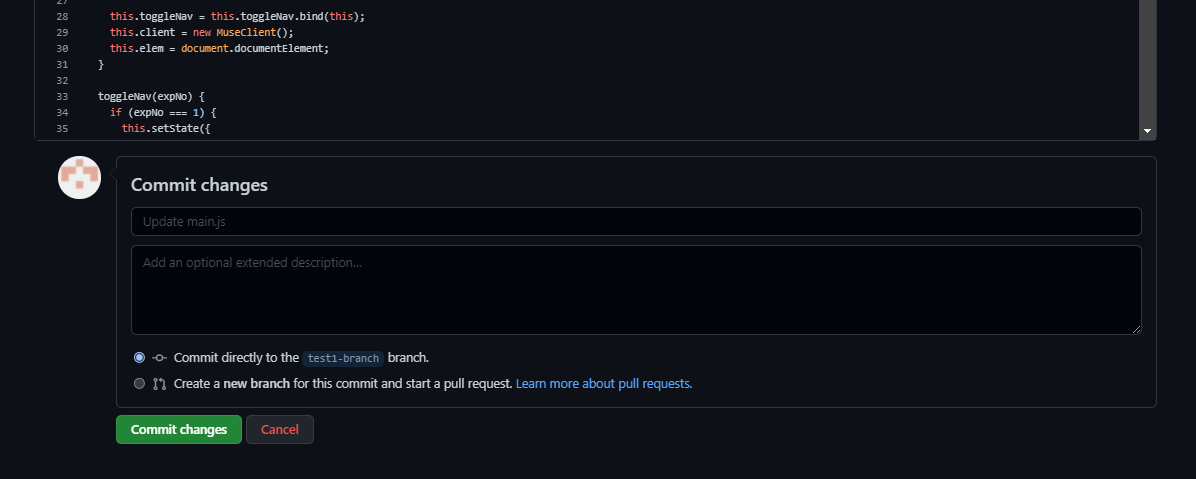 27
28 this.toggleNav = this.toggleNav.bind(this);
29 this.client = new MuseClient();
30 this.elem = document.documentElement;
31 }
32
33 toggleNav(expNo) {
34 if (expNo === 1) {
35 this.setState({
Commit changes
Update main.js
Add an optional extended description...
Commit directly to the test1-branch branch.
Create a new branch for this commit and start a pull request. Learn more about pull requests.
Commit changes Cancel